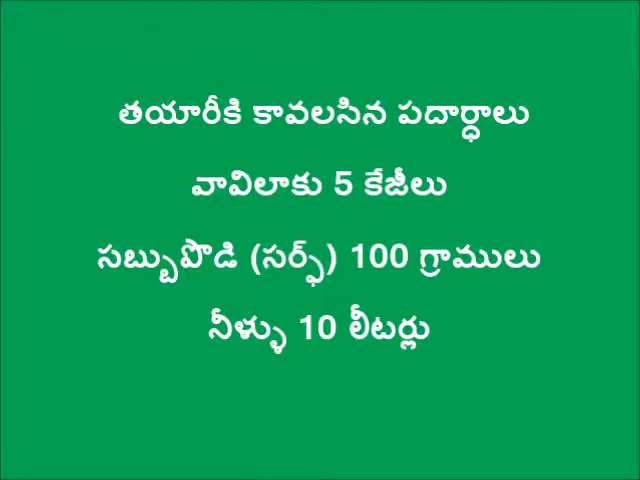 తయారీకి కావలసిన పదార్ధాలు
వావిలాకు 5 కేజీలు
సబ్బుపొడి (సర్ఫ్) 100 గ్రాములు
నీళ్ళు 10 లీటర్లు